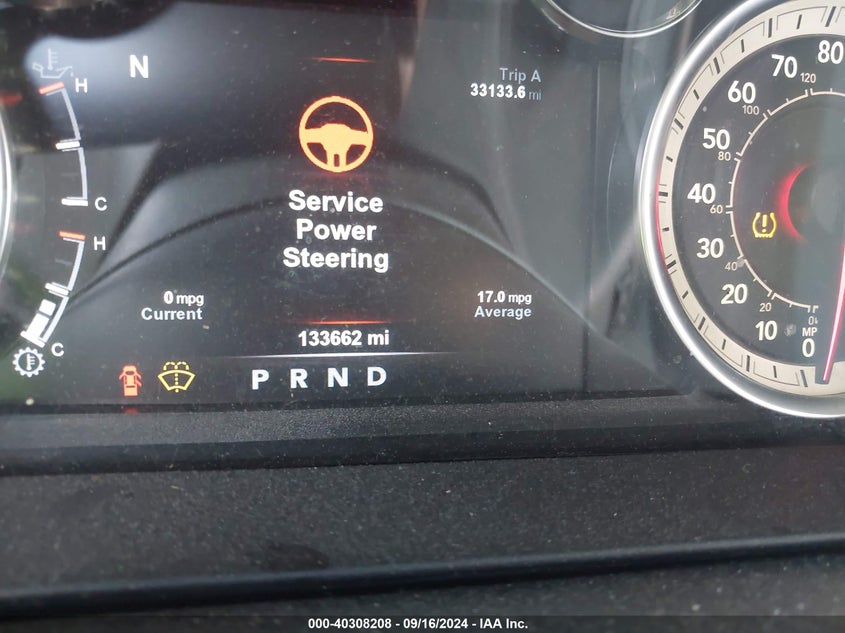 N
Trip A
33133.6 mi
H
C
H
C
Service
Power
Steering
0 mpg
Current
17.0 mpg
Average
133662 mi
P R N D
80
70
60
50
40
30
20
10
0
120
100
80
60
40
20
MP
000-40308208 - 09/16/2024 - IAA Inc.